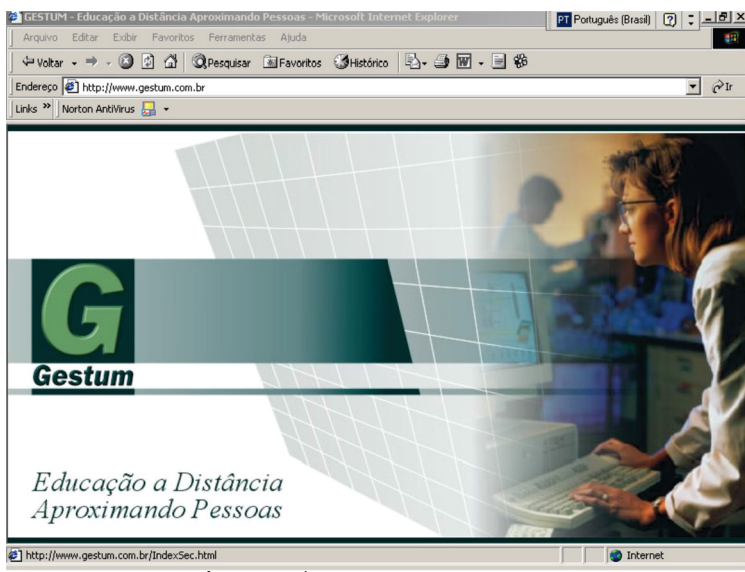 GESTUM - Educação a Distância Aproximando Pessoas - Microsoft Internet Explorer
PT Português (Brasil)
Arquivo Editar Exibir Favoritos Ferramentas Ajuda
Voltar Pesquisar Favoritos Histórico
Endereço http://www.gestum.com.br Ir
Links » Norton AntiVirus
G
Gestum
Educação a Distância
Aproximando Pessoas
http://www.gestum.com.br/IndexSec.html Internet